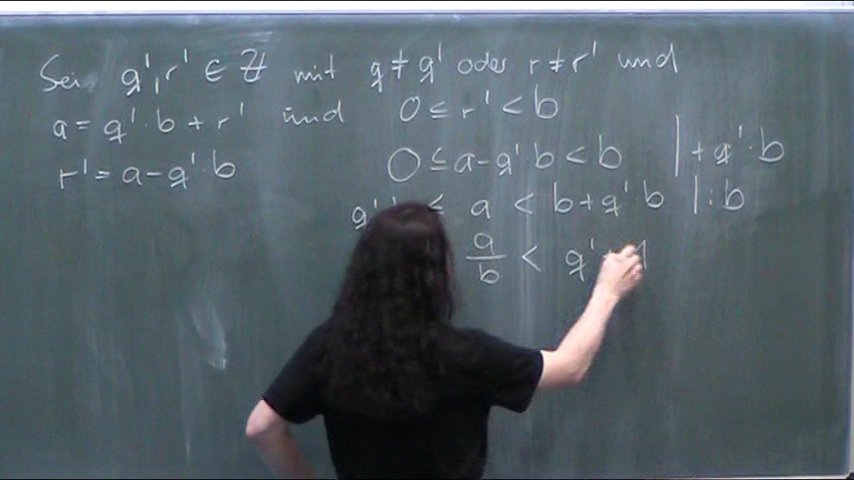 Sei q', r' ∈ ℤ mit q ≠ q' oder r ≠ r' und
a = q'·b + r' und 0 ≤ r' < b
r' = a - q'·b 0 ≤ a - q'b < b | + q'·b
≤ a < b + q'b | : b
a/b < q'